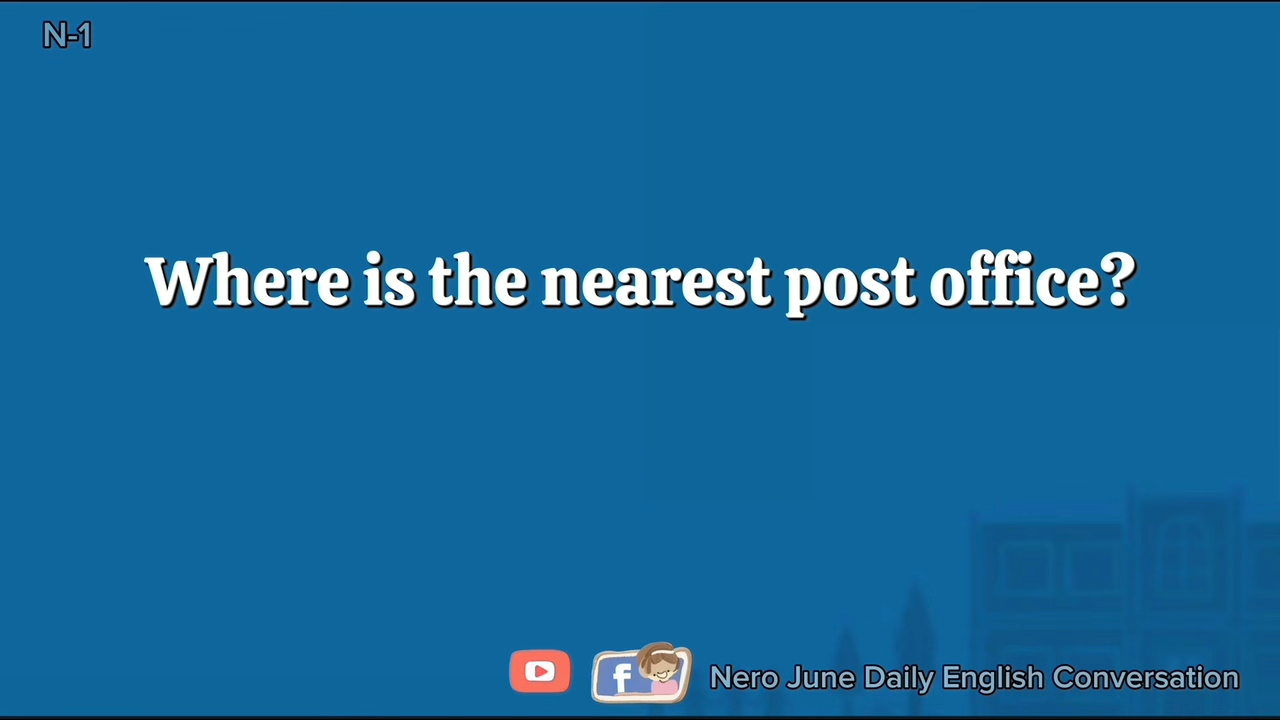 N-1
Where is the nearest post office?
f
Nero June Daily English Conversation